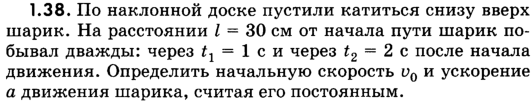 1.38. По наклонной доске пустили катиться снизу вверх
шарик. На расстоянии l = 30 см от начала пути шарик по-
бывал дважды: через t₁ = 1 с и через t₂ = 2 с после начала
движения. Определить начальную скорость v₀ и ускорение
a движения шарика, считая его постоянным.